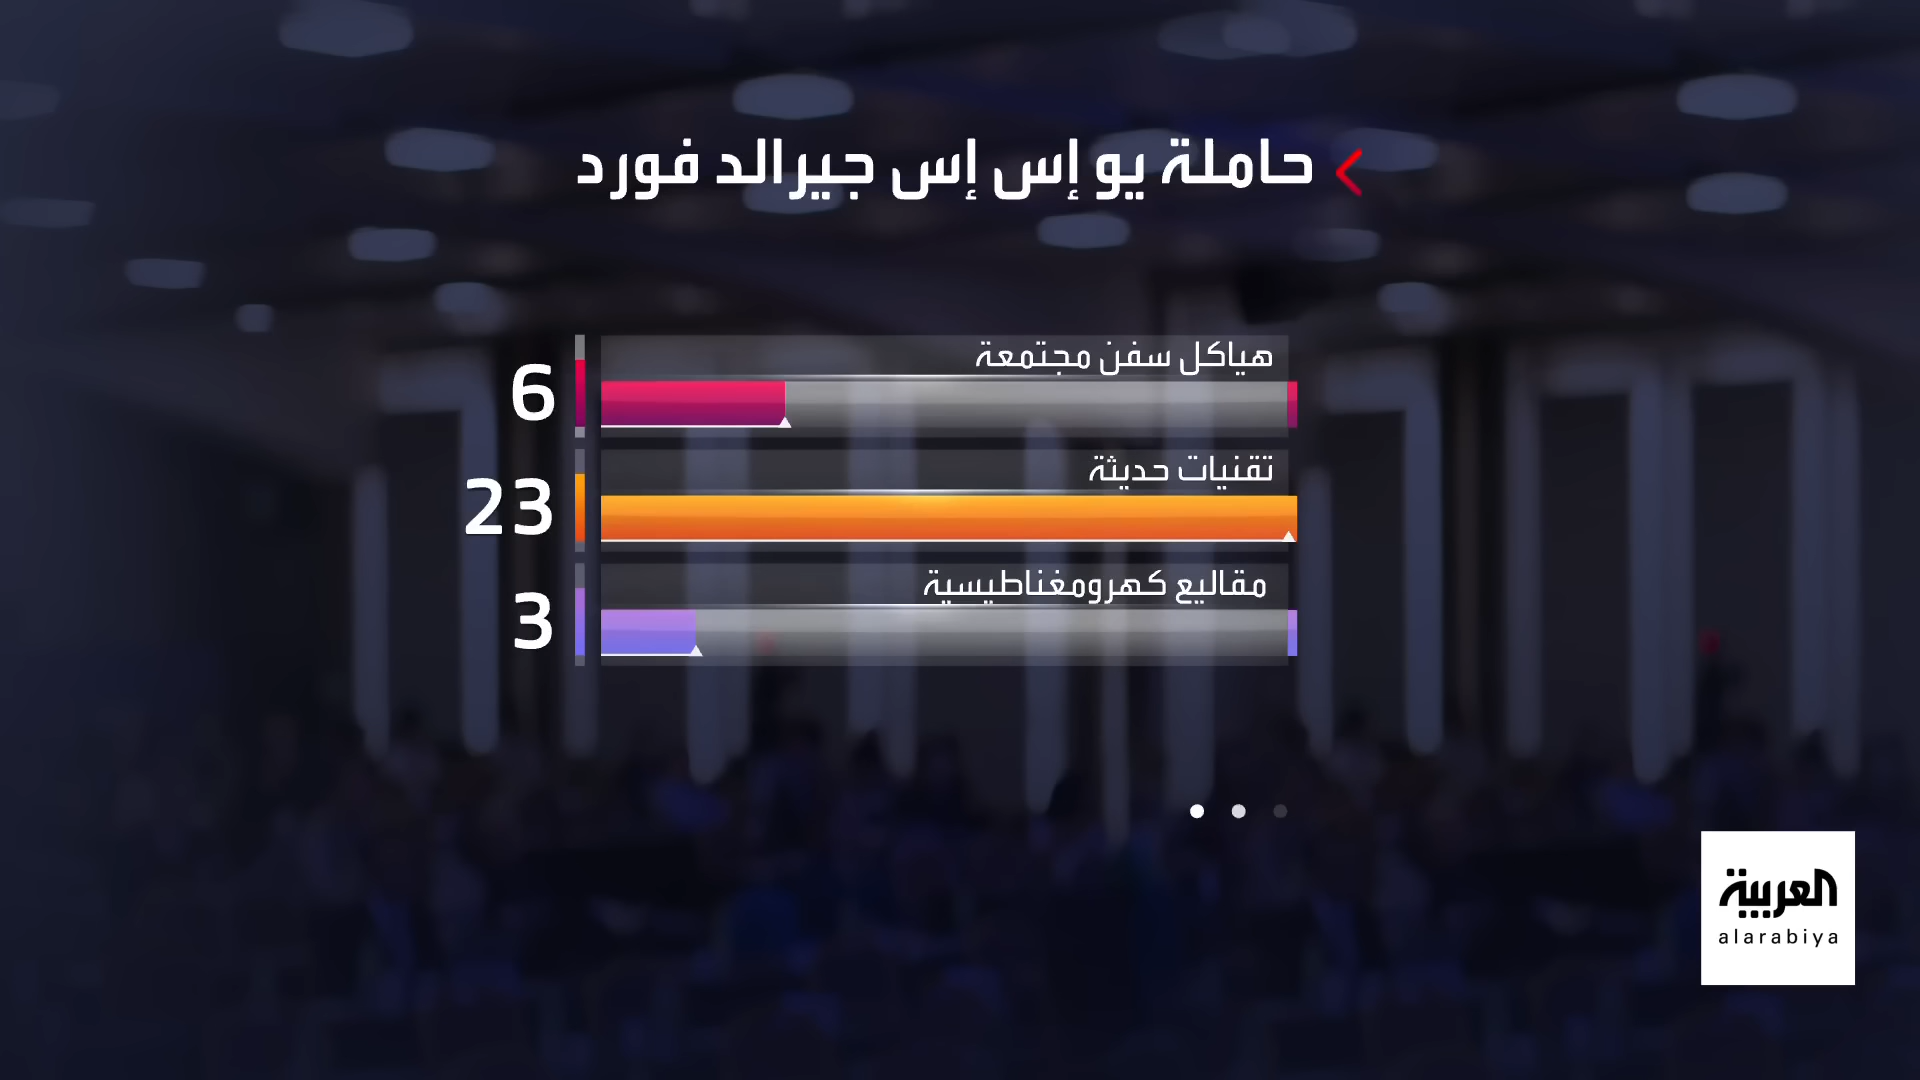 حاملة يو إس إس جيرالد فورد
هياكل سفن مجتمعة
6
تقنيات حديثة
23
مقاليع كهرومغناطيسية
3
العربية
alarabiya